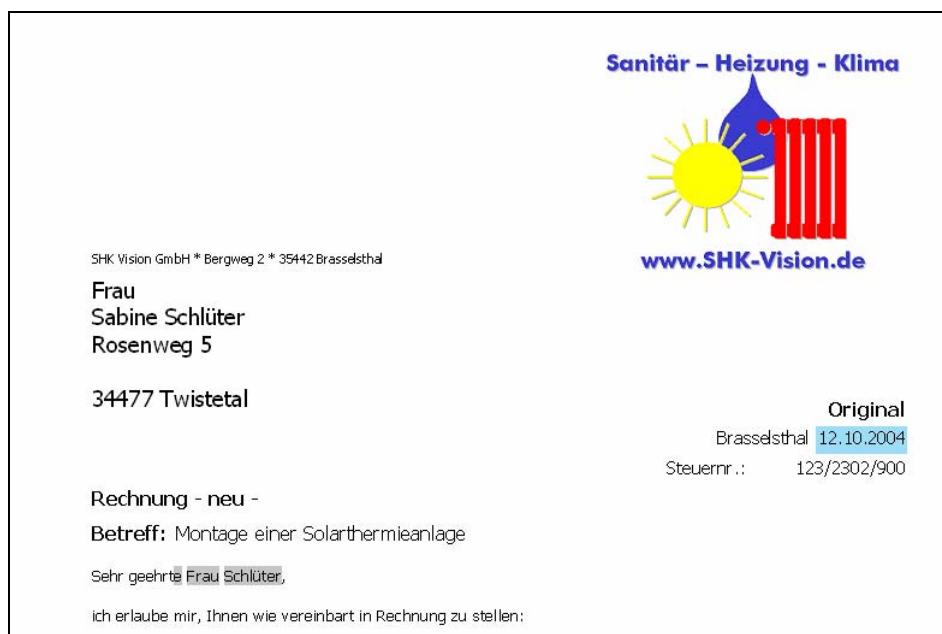 Sanitär – Heizung - Klima
www.SHK-Vision.de
SHK Vision GmbH * Bergweg 2 * 35442 Brasselsthal
Frau
Sabine Schlüter
Rosenweg 5
34477 Twistetal
Original
Brasselsthal 12.10.2004
Steuernr.: 123/2302/900
Rechnung - neu -
Betreff: Montage einer Solarthermieanlage
Sehr geehrte Frau Schlüter,
ich erlaube mir, Ihnen wie vereinbart in Rechnung zu stellen: